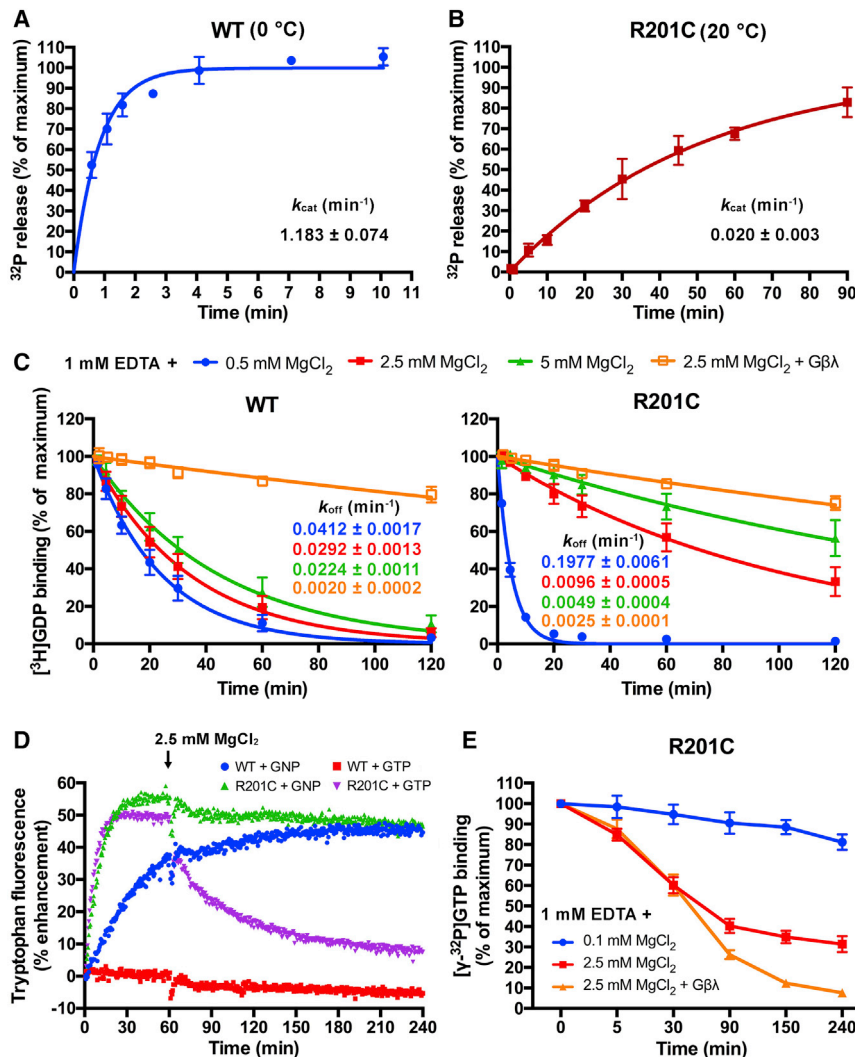 A
WT (0 °C)
110
100
90
80
70
60
50
40
30
20
10
0
³²P release (% of maximum)
k_cat (min⁻¹)
1.183 ± 0.074
0 1 2 3 4 5 6 7 8 9 10 11
Time (min)
B
R201C (20 °C)
110
100
90
80
70
60
50
40
30
20
10
0
³²P release (% of maximum)
k_cat (min⁻¹)
0.020 ± 0.003
0 10 20 30 40 50 60 70 80 90
Time (min)
C
1 mM EDTA + 0.5 mM MgCl₂ 2.5 mM MgCl₂ 5 mM MgCl₂ 2.5 mM MgCl₂ + Gβλ
WT
120
100
80
60
40
20
0
[³H]GDP binding (% of maximum)
k_off (min⁻¹)
0.0412 ± 0.0017
0.0292 ± 0.0013
0.0224 ± 0.0011
0.0020 ± 0.0002
0 20 40 60 80 100 120
Time (min)
R201C
120
100
80
60
40
20
0
k_off (min⁻¹)
0.1977 ± 0.0061
0.0096 ± 0.0005
0.0049 ± 0.0004
0.0025 ± 0.0001
0 20 40 60 80 100 120
Time (min)
D
2.5 mM MgCl₂
WT + GNP WT + GTP
R201C + GNP R201C + GTP
60
50
40
30
20
10
0
-10
Tryptophan fluorescence
(% enhancement)
0 30 60 90 120 150 180 210 240
Time (min)
E
R201C
110
100
90
80
70
60
50
40
30
20
10
0
[γ-³²P]GTP binding
(% of maximum)
1 mM EDTA +
0.1 mM MgCl₂
2.5 mM MgCl₂
2.5 mM MgCl₂ + Gβλ
0 5 30 90 150 240
Time (min)